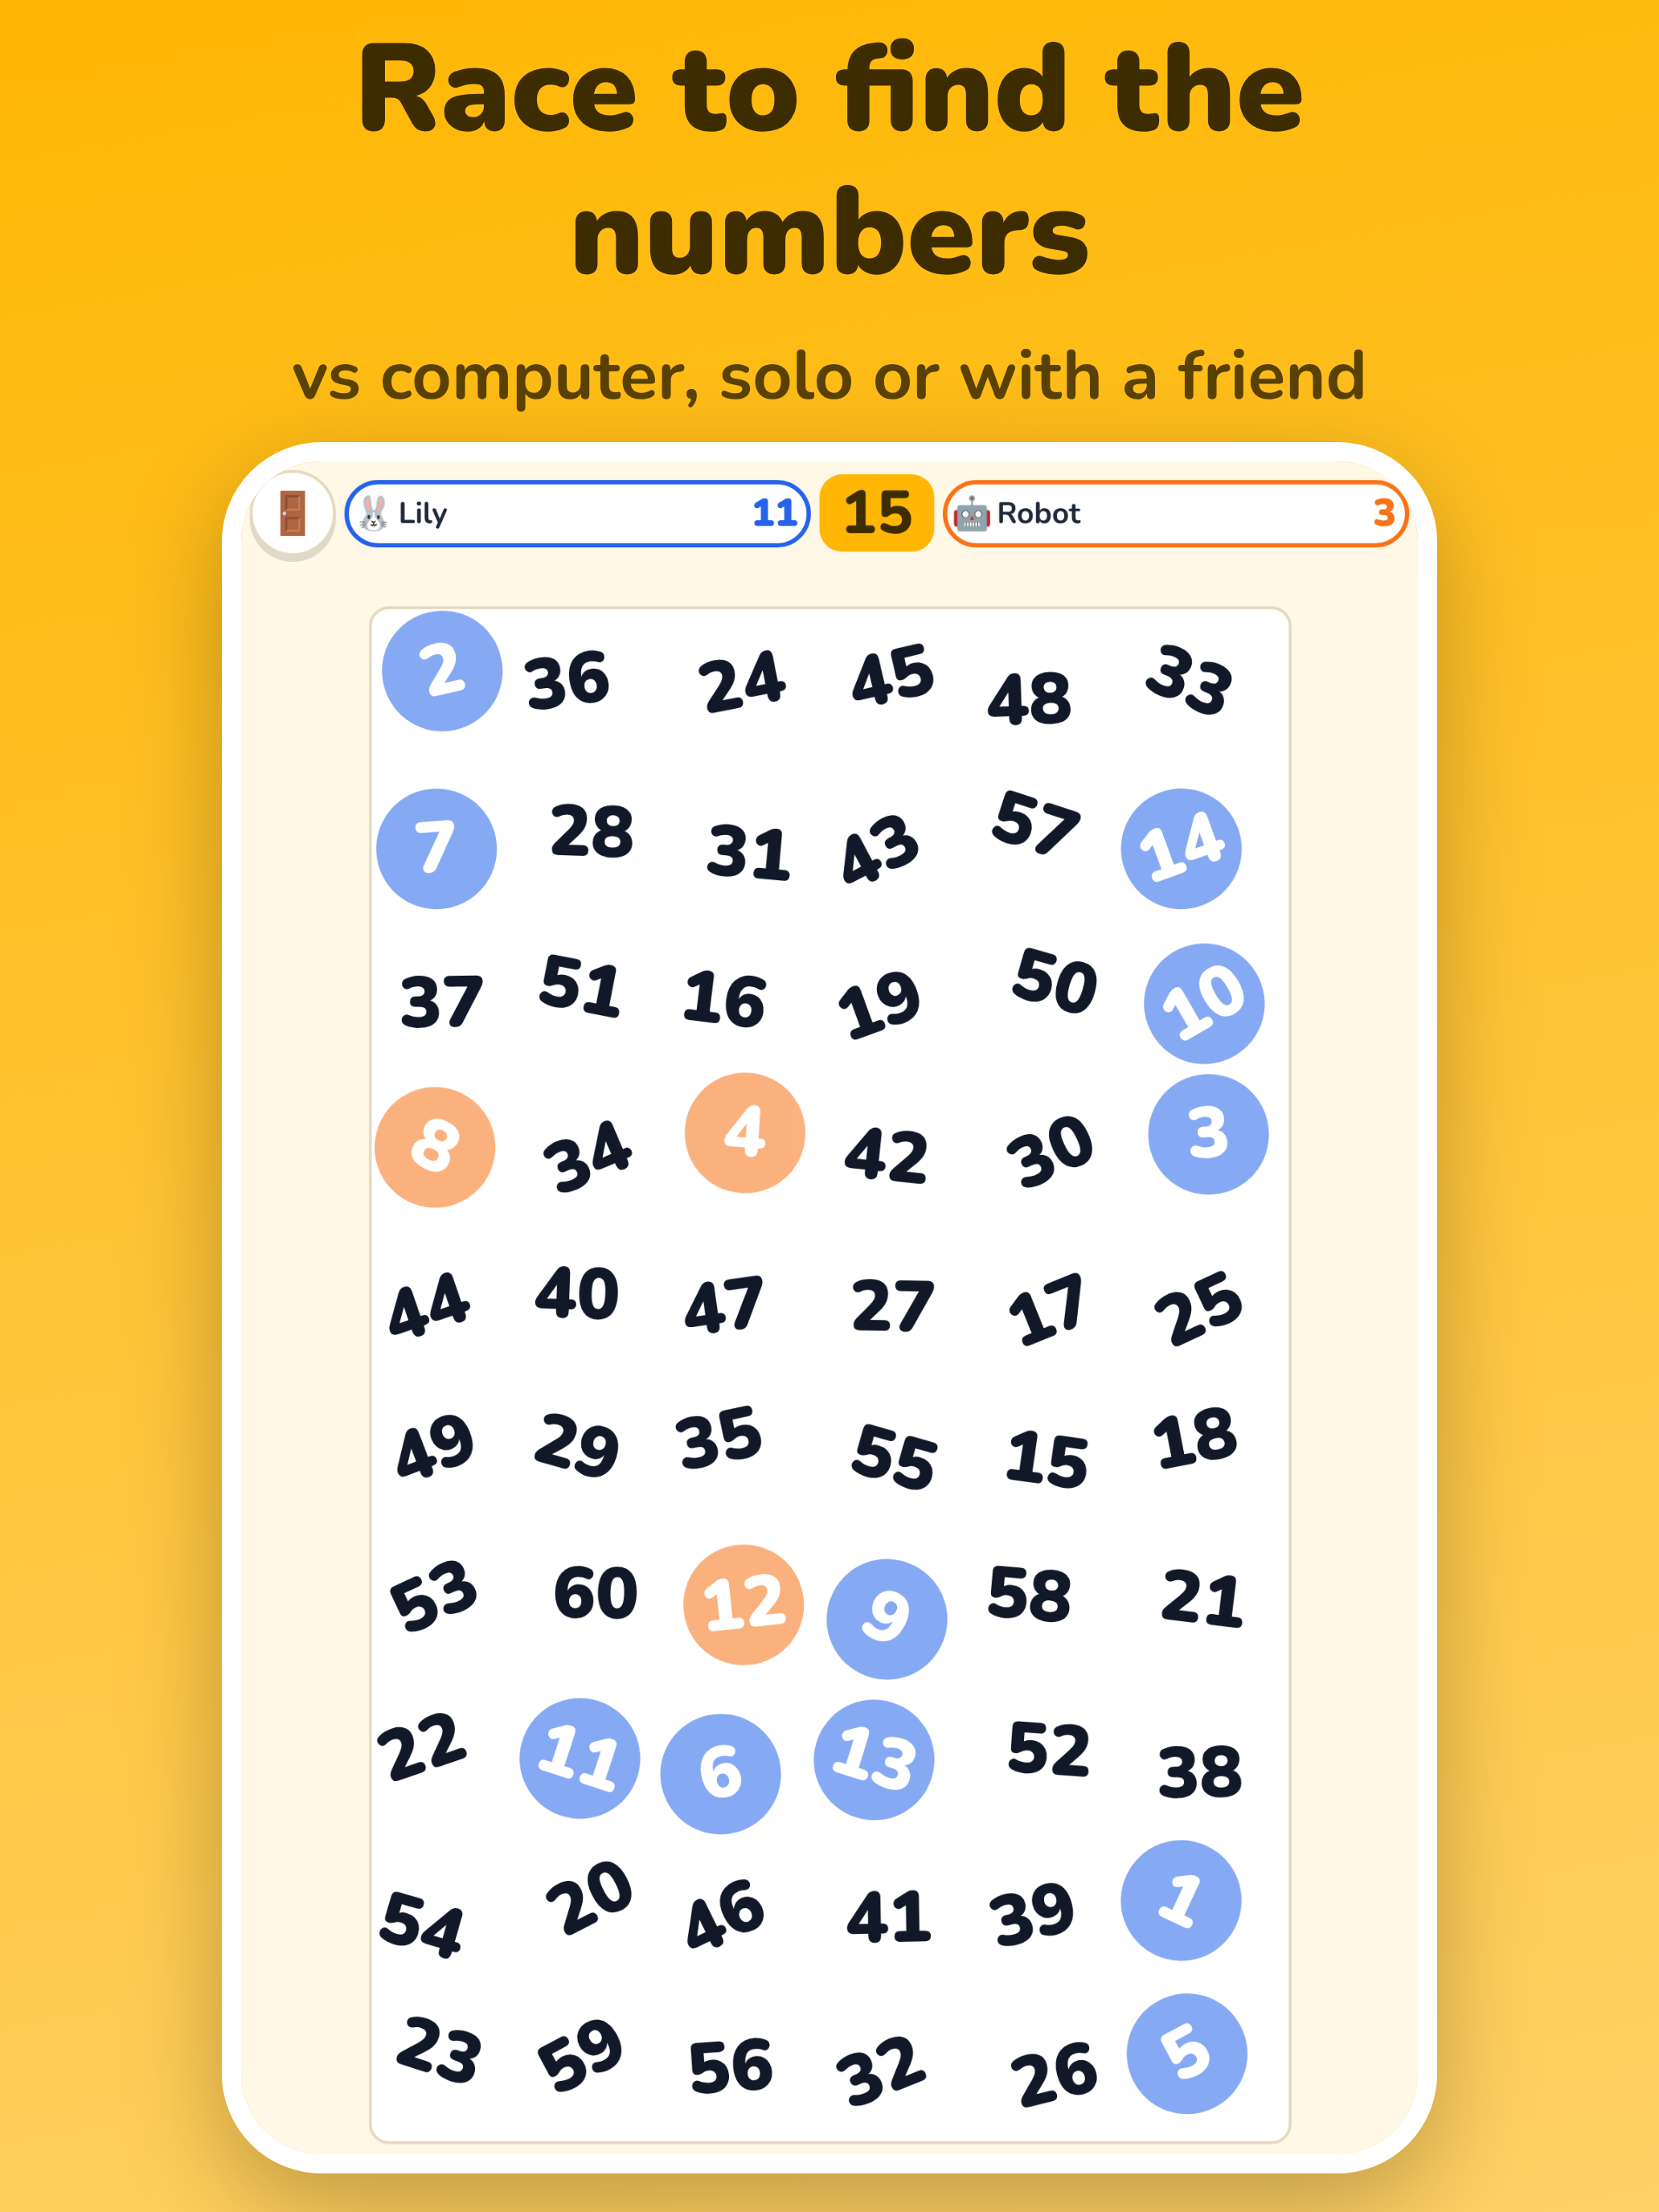 Race to find the
numbers
vs computer, solo or with a friend
Lily 11 15 Robot 3
2 36 24 45 48 33
7 28 31 43 57 14
37 51 16 19 50 10
8 34 4 42 30 3
44 40 47 27 17 25
49 29 35 55 15 18
53 60 12 9 58 21
22 11 6 13 52 38
54 20 46 41 39 1
23 59 56 32 26 5